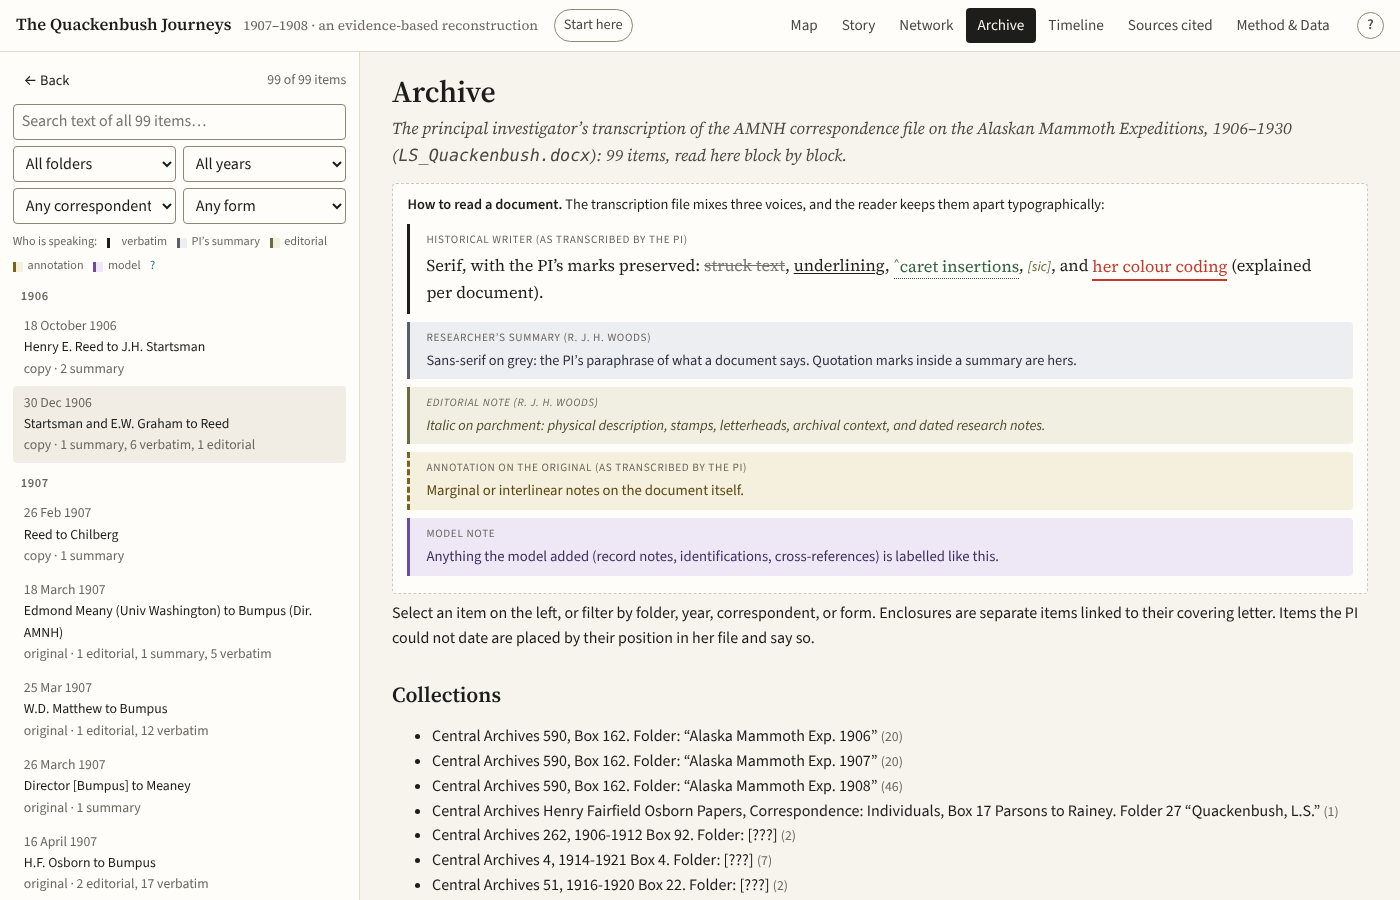 The Quackenbush Journeys 1907–1908 · an evidence-based reconstruction Start here Map Story Network Archive Timeline Sources cited Method & Data ?
← Back 99 of 99 items
Search text of all 99 items…
All folders All years
Any correspondent Any form
Who is speaking: verbatim PI’s summary editorial
annotation model ?
1906
18 October 1906
Henry E. Reed to J.H. Startsman
copy · 2 summary
30 Dec 1906
Startsman and E.W. Graham to Reed
copy · 1 summary, 6 verbatim, 1 editorial
1907
26 Feb 1907
Reed to Chilberg
copy · 1 summary
18 March 1907
Edmond Meany (Univ Washington) to Bumpus (Dir.
AMNH)
original · 1 editorial, 1 summary, 5 verbatim
25 Mar 1907
W.D. Matthew to Bumpus
original · 1 editorial, 12 verbatim
26 March 1907
Director [Bumpus] to Meaney
original · 1 summary
16 April 1907
H.F. Osborn to Bumpus
original · 2 editorial, 17 verbatim
Archive
The principal investigator’s transcription of the AMNH correspondence file on the Alaskan Mammoth Expeditions, 1906–1930
(LS_Quackenbush.docx): 99 items, read here block by block.
How to read a document. The transcription file mixes three voices, and the reader keeps them apart typographically:
HISTORICAL WRITER (AS TRANSCRIBED BY THE PI)
Serif, with the PI’s marks preserved: struck text, underlining, ^caret insertions, [sic], and her colour coding (explained
per document).
RESEARCHER’S SUMMARY (R. J. H. WOODS)
Sans-serif on grey: the PI’s paraphrase of what a document says. Quotation marks inside a summary are hers.
EDITORIAL NOTE (R. J. H. WOODS)
Italic on parchment: physical description, stamps, letterheads, archival context, and dated research notes.
ANNOTATION ON THE ORIGINAL (AS TRANSCRIBED BY THE PI)
Marginal or interlinear notes on the document itself.
MODEL NOTE
Anything the model added (record notes, identifications, cross-references) is labelled like this.
Select an item on the left, or filter by folder, year, correspondent, or form. Enclosures are separate items linked to their covering letter. Items the PI
could not date are placed by their position in her file and say so.
Collections
• Central Archives 590, Box 162. Folder: “Alaska Mammoth Exp. 1906” (20)
• Central Archives 590, Box 162. Folder: “Alaska Mammoth Exp. 1907” (20)
• Central Archives 590, Box 162. Folder: “Alaska Mammoth Exp. 1908” (46)
• Central Archives Henry Fairfield Osborn Papers, Correspondence: Individuals, Box 17 Parsons to Rainey. Folder 27 “Quackenbush, L.S.” (1)
• Central Archives 262, 1906-1912 Box 92. Folder: [???] (2)
• Central Archives 4, 1914-1921 Box 4. Folder: [???] (7)
• Central Archives 51, 1916-1920 Box 22. Folder: [???] (2)